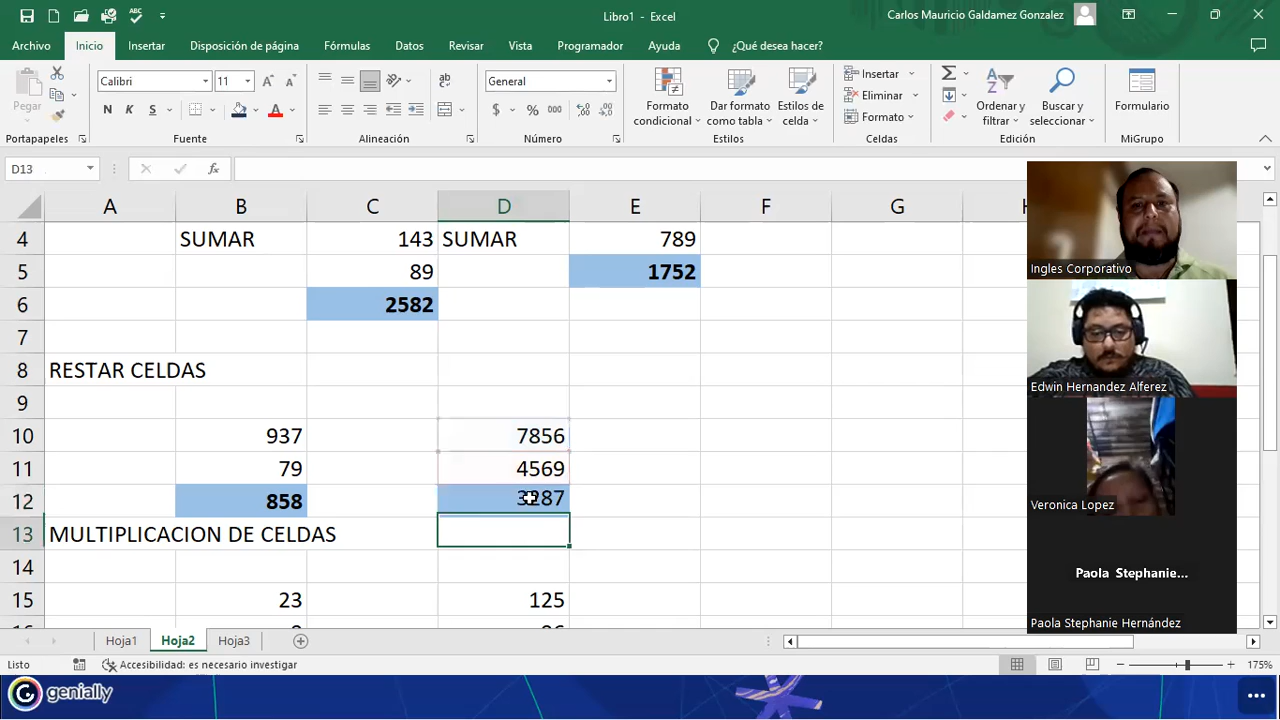 Libro1 - Excel
Carlos Mauricio Galdamez Gonzalez
Archivo Inicio Insertar Disposición de página Fórmulas Datos Revisar Vista Programador Ayuda ¿Qué desea hacer?
Pegar
Calibri 11
N K S
ab
General
$ % 000
Formato condicional
Dar formato como tabla
Estilos de celda
Insertar
Eliminar
Formato
Ordenar y filtrar
Buscar y seleccionar
Formulario
Portapapeles Fuente Alineación Número Estilos Celdas Edición MiGrupo
D13 fx
A B C D E F G
4 SUMAR 143 SUMAR 789
5 89 1752
6 2582
7
8 RESTAR CELDAS
9
10 937 7856
11 79 4569
12 858 3287
13 MULTIPLICACION DE CELDAS
14
15 23 125
Ingles Corporativo
Edwin Hernandez Alferez
Veronica Lopez
Paola Stephanie...
Paola Stephanie Hernández
Hoja1 Hoja2 Hoja3
Listo Accesibilidad: es necesario investigar 175%
genially